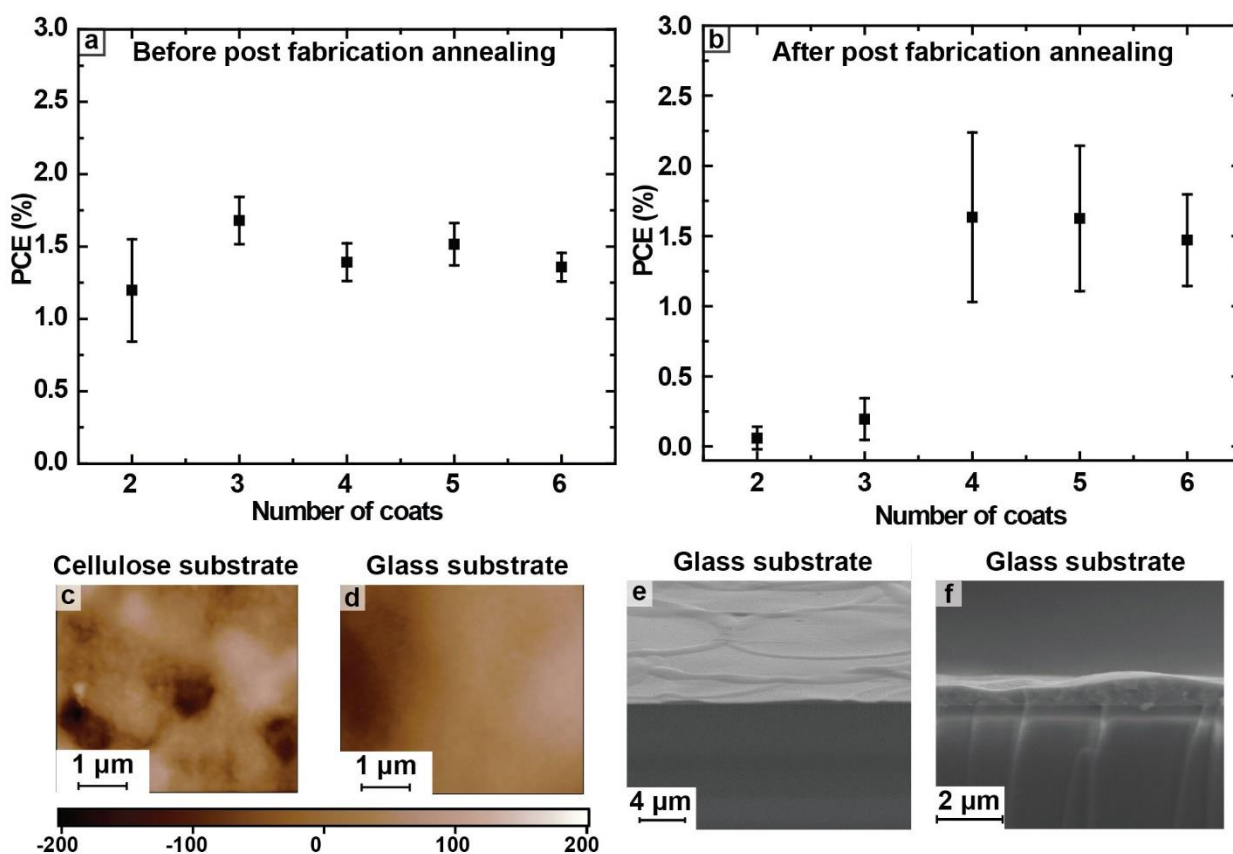 a
Before post fabrication annealing
3.0
2.5
2.0
1.5
1.0
0.5
0.0
PCE (%)
2 3 4 5 6
Number of coats
b
After post fabrication annealing
3.0
2.5
2.0
1.5
1.0
0.5
0.0
PCE (%)
2 3 4 5 6
Number of coats
Cellulose substrate
c
1 μm
Glass substrate
d
1 μm
-200 -100 0 100 200
Glass substrate
e
4 μm
Glass substrate
f
2 μm